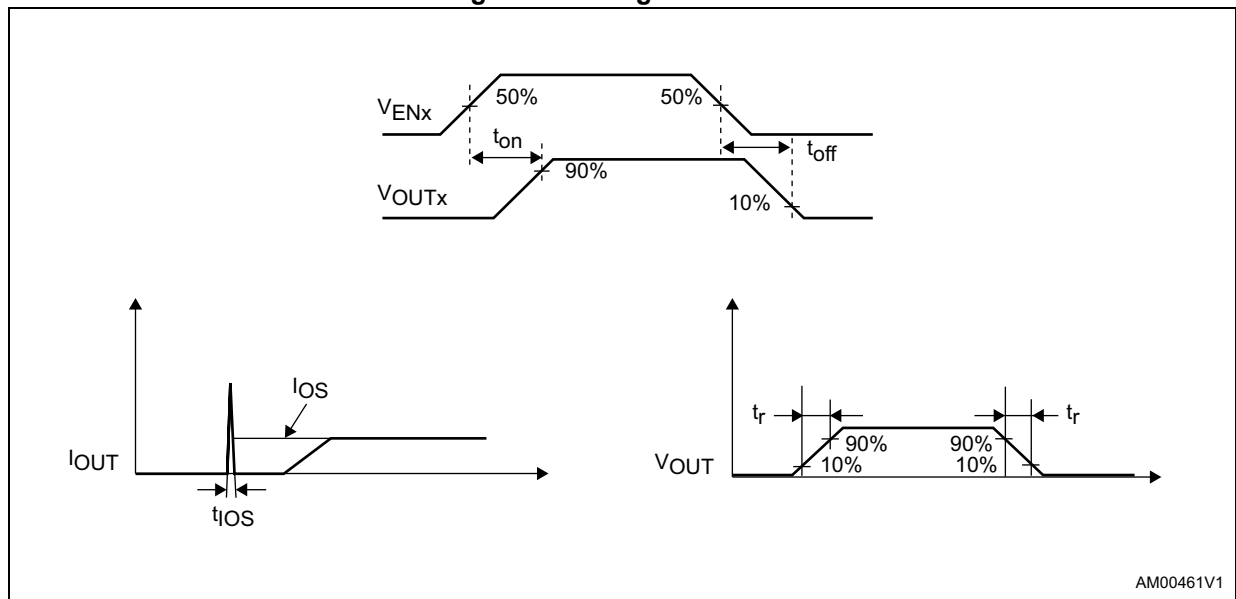 VENx
50%
50%
ton
toff
VOUTx
90%
10%
IOS
IOUT
tIOS
tr
tr
90%
90%
VOUT
10%
10%
AM00461V1